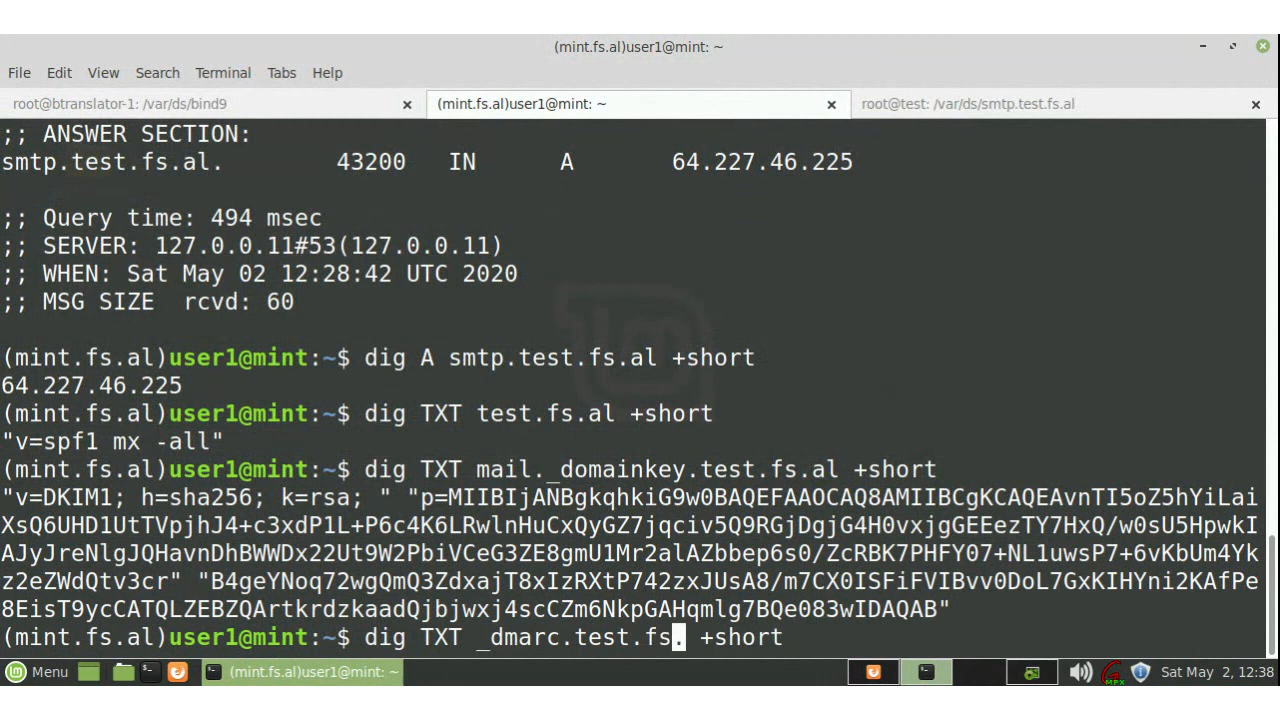 (mint.fs.al)user1@mint: ~
File Edit View Search Terminal Tabs Help
root@btranslator-1: /var/ds/bind9 × (mint.fs.al)user1@mint: ~ × root@test: /var/ds/smtp.test.fs.al ×
;; ANSWER SECTION:
smtp.test.fs.al. 43200 IN A 64.227.46.225
;; Query time: 494 msec
;; SERVER: 127.0.0.11#53(127.0.0.11)
;; WHEN: Sat May 02 12:28:42 UTC 2020
;; MSG SIZE rcvd: 60
(mint.fs.al)user1@mint:~$ dig A smtp.test.fs.al +short
64.227.46.225
(mint.fs.al)user1@mint:~$ dig TXT test.fs.al +short
"v=spf1 mx -all"
(mint.fs.al)user1@mint:~$ dig TXT mail._domainkey.test.fs.al +short
"v=DKIM1; h=sha256; k=rsa; " "p=MIIBIjANBgkqhkiG9w0BAQEFAAOCAQ8AMIIBCgKCAQEAvnTI5oZ5hYiLai
XsQ6UHD1UtTVpjhJ4+c3xdP1L+P6c4K6LRwlnHuCxQyGZ7jqciv5Q9RGjDgjG4H0vxjgGEEezTY7HxQ/w0sU5HpwkI
AJyJreNlgJQHavnDhBWWDx22Ut9W2PbiVCeG3ZE8gmU1Mr2alAZbbep6s0/ZcRBK7PHFY07+NL1uwsP7+6vKbUm4Yk
z2eZWdQtv3cr" "B4geYNoq72wgQmQ3ZdxajT8xIzRXtP742zxJUsA8/m7CX0ISFiFVIBvv0DoL7GxKIHYni2KAfPe
8EisT9ycCATQLZEBZQArtkrdzkaadQjbjwxj4scCZm6NkpGAHqmlg7BQe083wIDAQAB"
(mint.fs.al)user1@mint:~$ dig TXT _dmarc.test.fs. +short
Menu (mint.fs.al)user1@mint: ~ MPX Sat May 2, 12:38